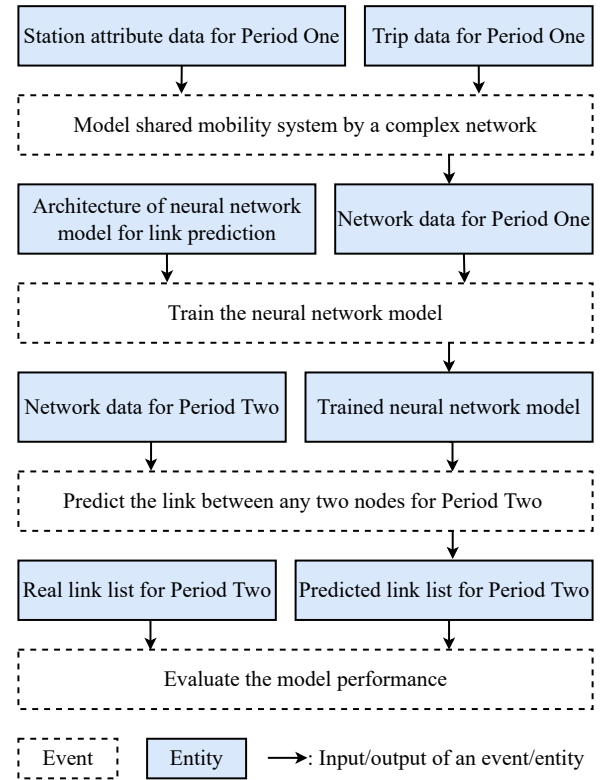 Station attribute data for Period One
Trip data for Period One
Model shared mobility system by a complex network
Architecture of neural network
model for link prediction
Network data for Period One
Train the neural network model
Network data for Period Two
Trained neural network model
Predict the link between any two nodes for Period Two
Real link list for Period Two
Predicted link list for Period Two
Evaluate the model performance
Event
Entity
: Input/output of an event/entity